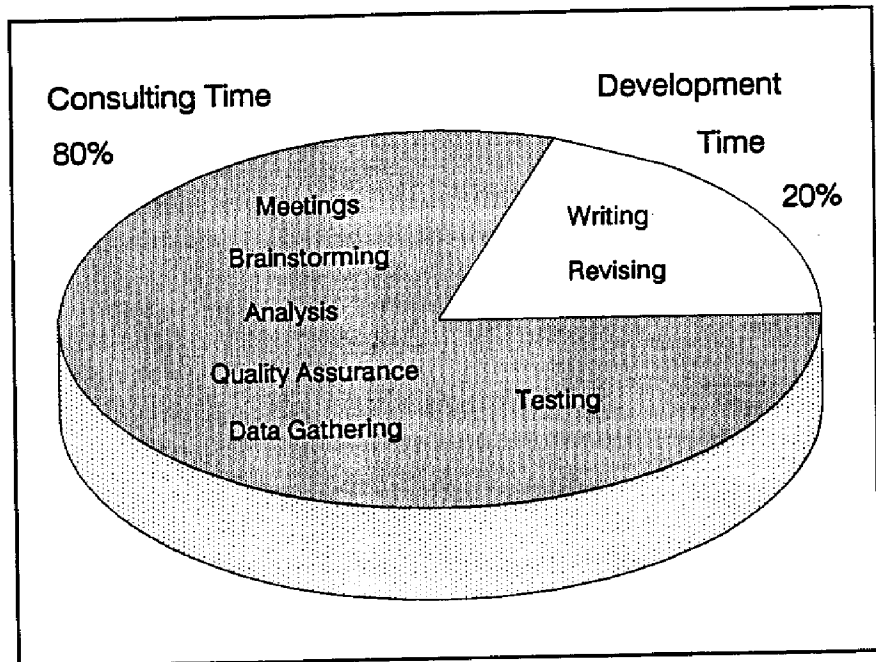 Consulting Time
80%
Development
Time
20%
Meetings
Brainstorming
Analysis
Quality Assurance
Data Gathering
Writing
Revising
Testing